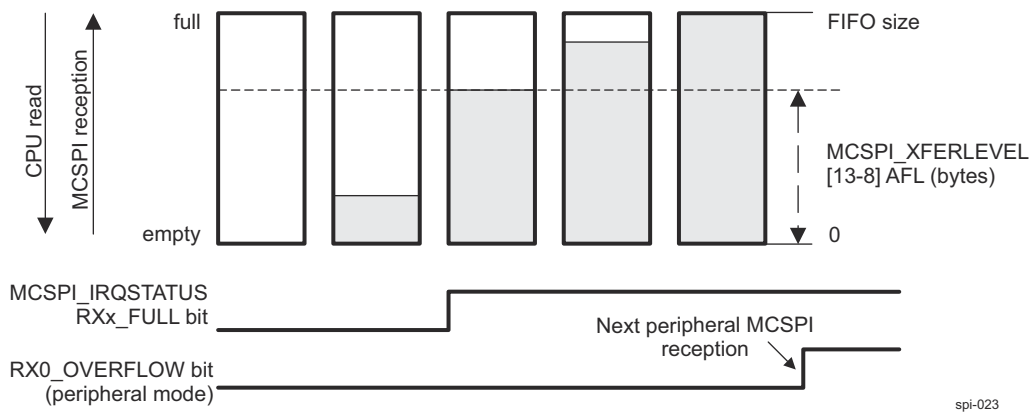 full
FIFO size
CPU read
MCSPI reception
MCSPI_XFERLEVEL
[13-8] AFL (bytes)
empty
0
MCSPI_IRQSTATUS
RXx_FULL bit
Next peripheral MCSPI
reception
RX0_OVERFLOW bit
(peripheral mode)
spi-023